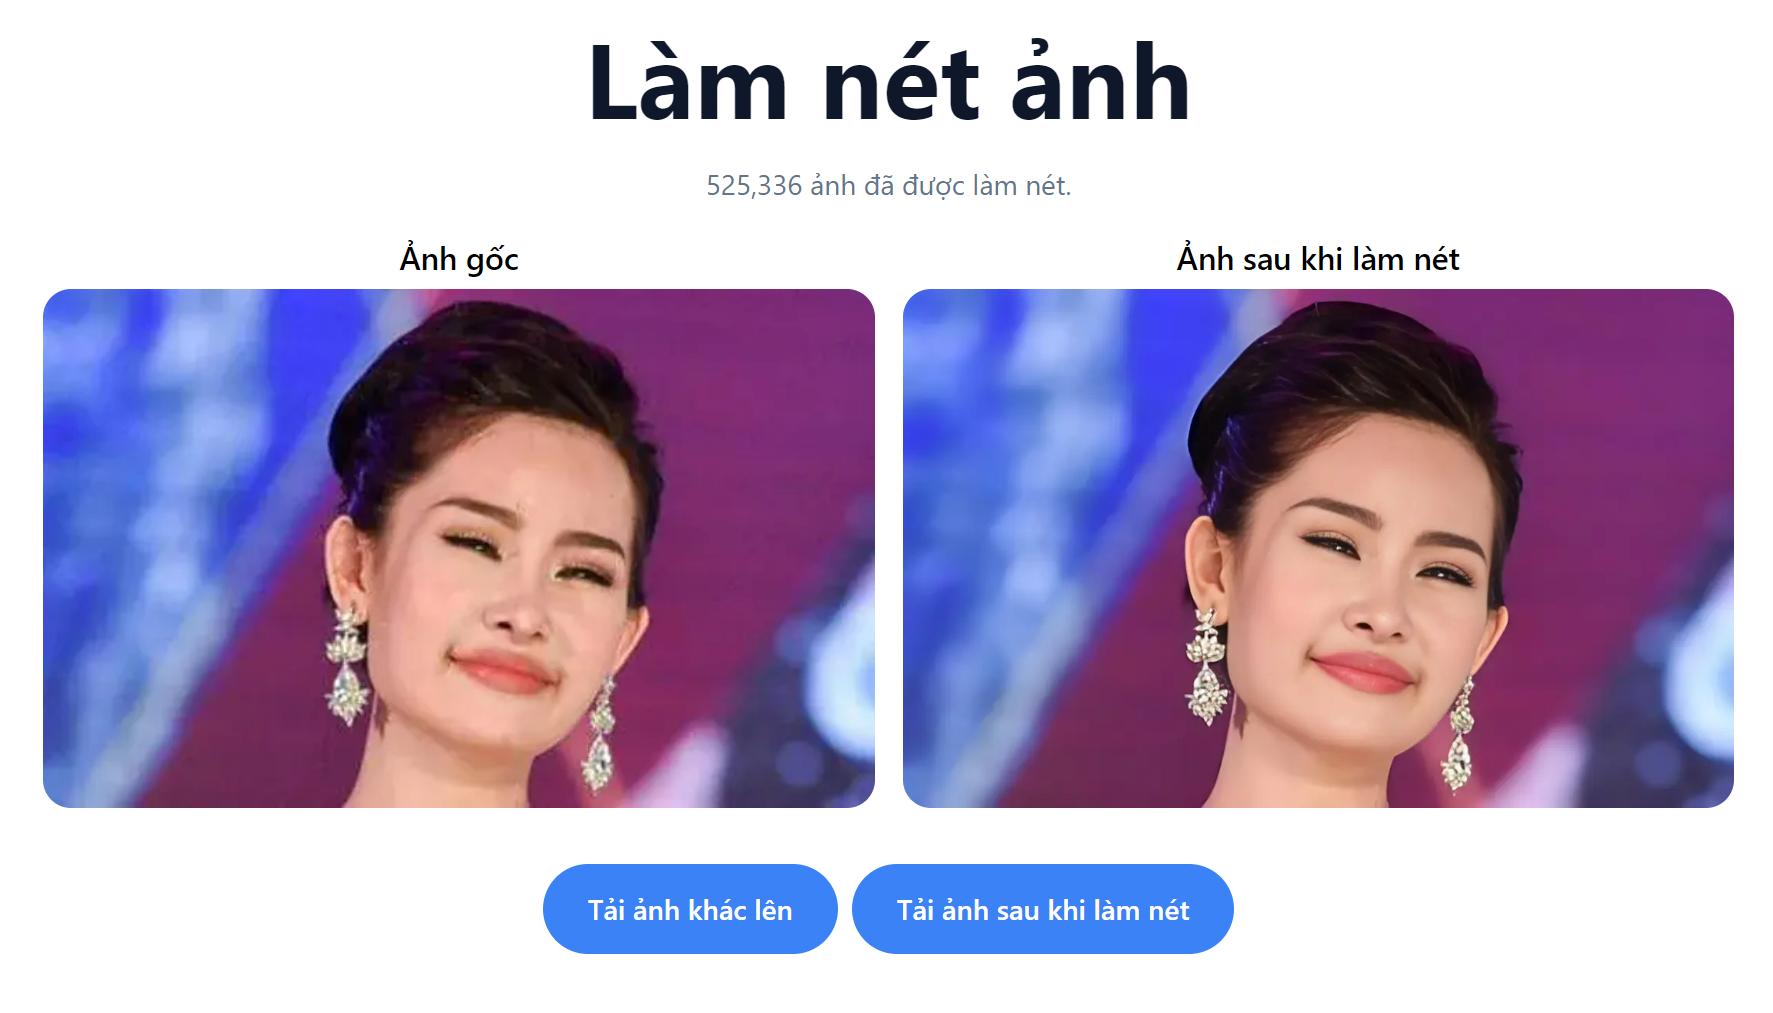 Làm nét ảnh
525,336 ảnh đã được làm nét.
Ảnh gốc
Ảnh sau khi làm nét
Tải ảnh khác lên
Tải ảnh sau khi làm nét